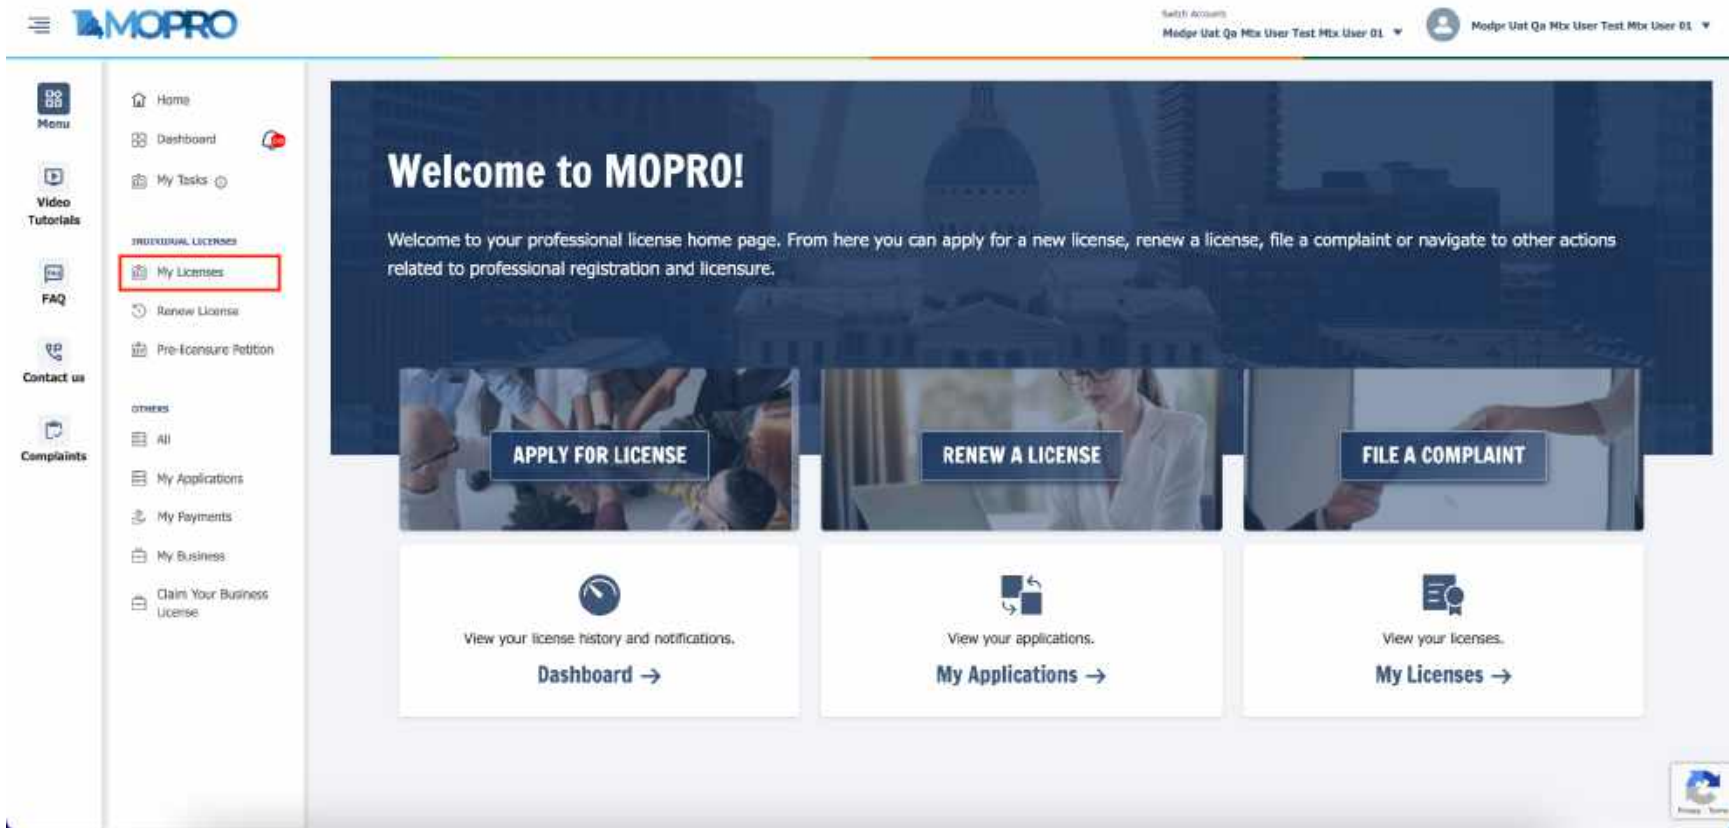 MOPRO
Switch Accounts
Modpr Uat Qa Mtx User Test Mtx User 01
Modpr Uat Qa Mtx User Test Mtx User 01
Menu
Video
Tutorials
FAQ
Contact us
Complaints
Home
Dashboard
My Tasks
INDIVIDUAL LICENSES
My Licenses
Renew License
Pre-licensure Petition
OTHERS
All
My Applications
My Payments
My Business
Claim Your Business
License
Welcome to MOPRO!
Welcome to your professional license home page. From here you can apply for a new license, renew a license, file a complaint or navigate to other actions
related to professional registration and licensure.
APPLY FOR LICENSE
RENEW A LICENSE
FILE A COMPLAINT
View your license history and notifications.
Dashboard →
View your applications.
My Applications →
View your licenses.
My Licenses →
Privacy - Terms